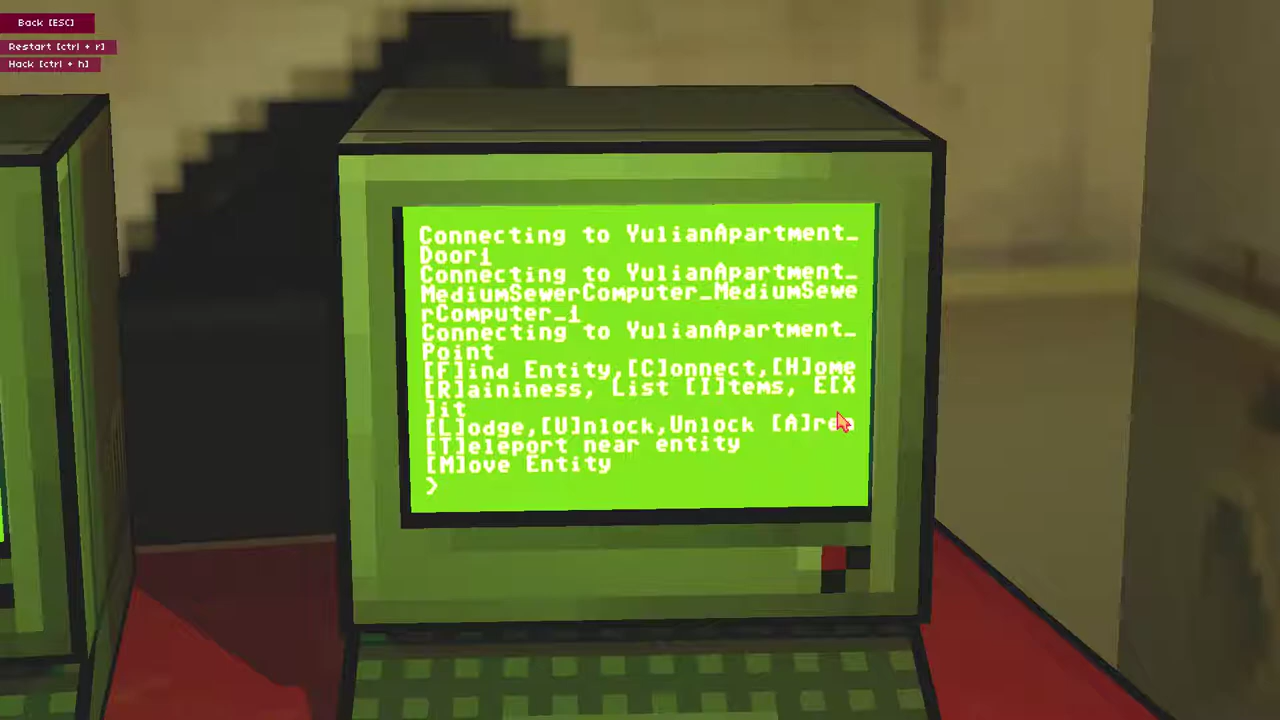 Back [ESC]
Restart [ctrl + r]
Hack [ctrl + h]
Connecting to YulianApartment_
Door1
Connecting to YulianApartment_
MediumSewerComputer_MediumSewe
rComputer_1
Connecting to YulianApartment_
Point
[F]ind Entity,[C]onnect,[H]ome
[R]aininess, List [I]tems, E[X
]it
[L]odge,[U]nlock,Unlock [A]rea
[T]eleport near entity
[M]ove Entity
>